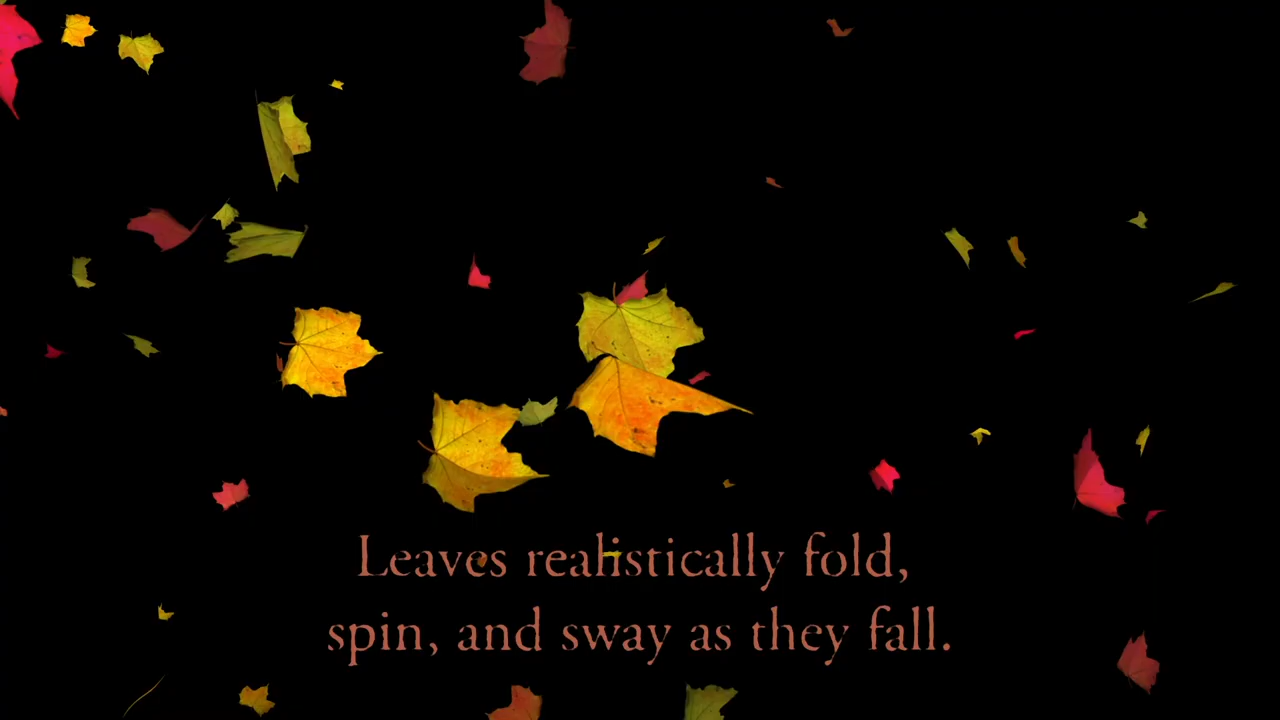 Leaves realistically fold,
spin, and sway as they fall.